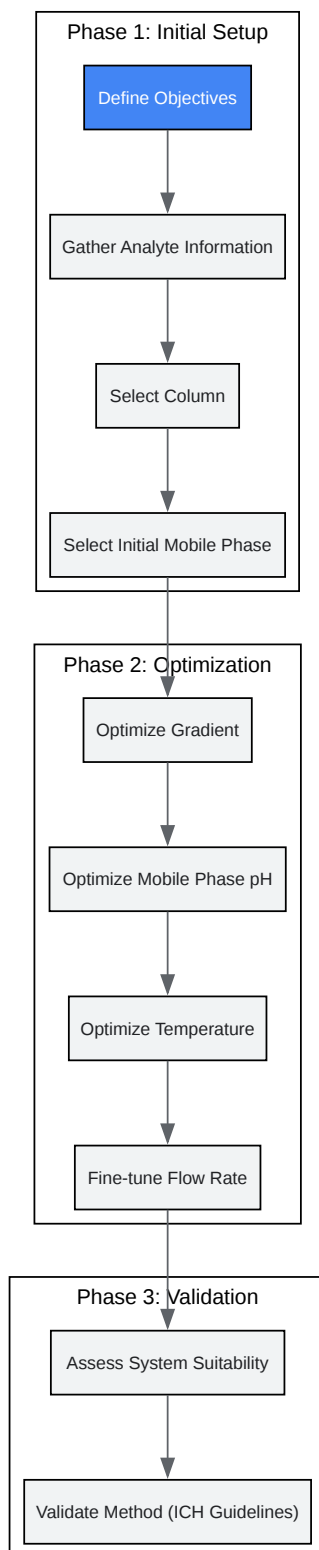 Phase 1: Initial Setup
Define Objectives
Gather Analyte Information
Select Column
Select Initial Mobile Phase
Phase 2: Optimization
Optimize Gradient
Optimize Mobile Phase pH
Optimize Temperature
Fine-tune Flow Rate
Phase 3: Validation
Assess System Suitability
Validate Method (ICH Guidelines)